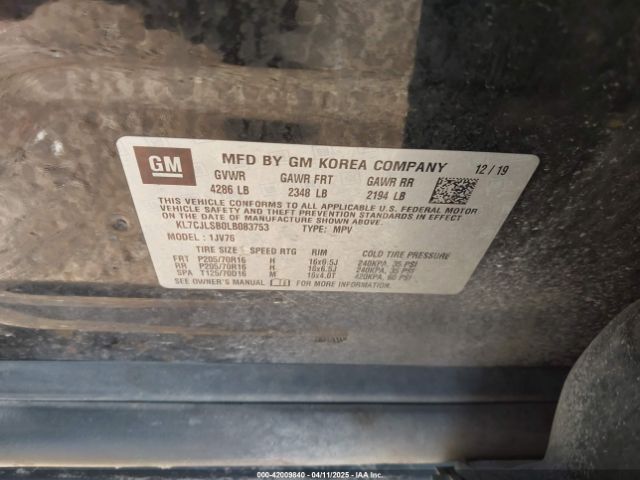 GM
MFD BY GM KOREA COMPANY 12/19
GVWR GAWR FRT GAWR RR
4286 LB 2348 LB 2194 LB
THIS VEHICLE CONFORMS TO ALL APPLICABLE U.S. FEDERAL MOTOR
VEHICLE SAFETY, BUMPER, AND THEFT PREVENTION STANDARDS IN EFFECT
ON THE DATE OF MANUFACTURE SHOWN ABOVE.
KL7CJLSB0LB083753 TYPE: MPV
MODEL: 1JV76
TIRE SIZE SPEED RTG RIM COLD TIRE PRESSURE
FRT P205/70R16 H 16x6.5J 240KPA, 35 PSI
RR P205/70R16 H 16x6.5J 240KPA, 35 PSI
SPA T125/70D16 M 16x4.0T 420KPA, 60 PSI
SEE OWNER'S MANUAL FOR MORE INFORMATION
000-42009840 - 04/11/2025 - IAAI.COM